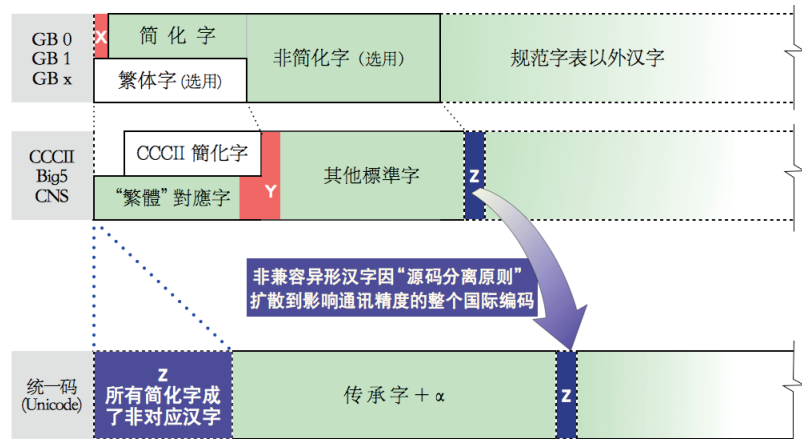 GB 0
GB 1
GB x
X
简 化 字
繁体字 (选用)
非简化字 (选用)
规范字表以外汉字
CCCII
Big5
CNS
CCCII 簡化字
“繁體” 對應字
Y
其他標準字
Z
非兼容异形汉字因“源码分离原则”
扩散到影响通讯精度的整个国际编码
统一码
(Unicode)
Z
所有简化字成
了非对应汉字
传承字 + α
Z